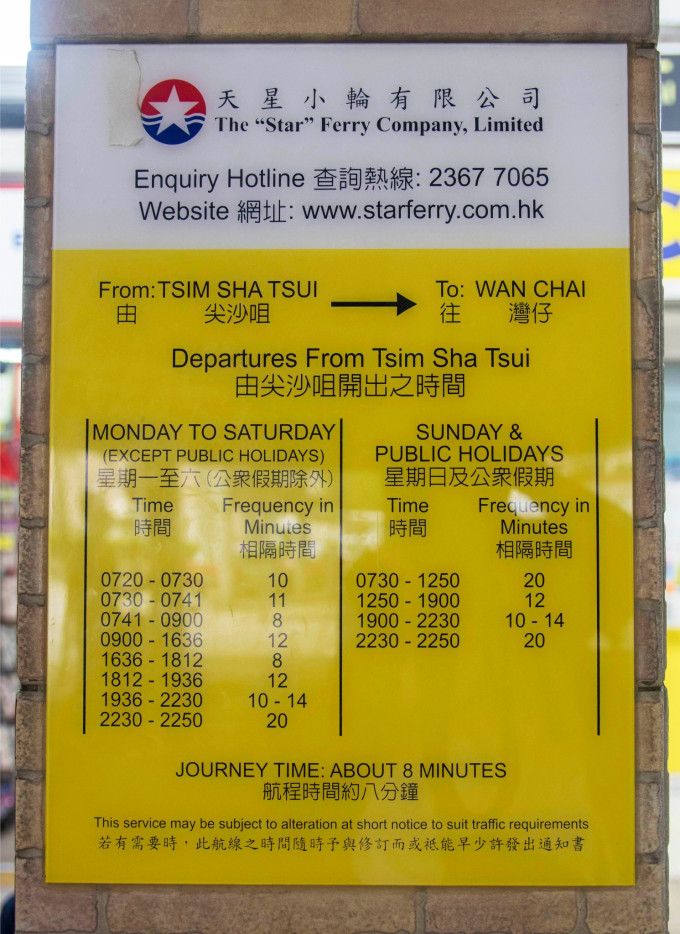 天星小輪有限公司
The “Star” Ferry Company, Limited
Enquiry Hotline 查詢熱線: 2367 7065
Website 網址: www.starferry.com.hk
From: TSIM SHA TSUI To: WAN CHAI
由 尖沙咀 往 灣仔
Departures From Tsim Sha Tsui
由尖沙咀開出之時間
MONDAY TO SATURDAY
(EXCEPT PUBLIC HOLIDAYS)
星期一至六 (公眾假期除外)
Time Frequency in
時間 Minutes
相隔時間
0720 - 0730 10
0730 - 0741 11
0741 - 0900 8
0900 - 1636 12
1636 - 1812 8
1812 - 1936 12
1936 - 2230 10 - 14
2230 - 2250 20
SUNDAY &
PUBLIC HOLIDAYS
星期日及公眾假期
Time Frequency in
時間 Minutes
相隔時間
0730 - 1250 20
1250 - 1900 12
1900 - 2230 10 - 14
2230 - 2250 20
JOURNEY TIME: ABOUT 8 MINUTES
航程時間約八分鐘
This service may be subject to alteration at short notice to suit traffic requirements
若有需要時，此航線之時間隨時予與修訂而或祗能早少許發出通知書